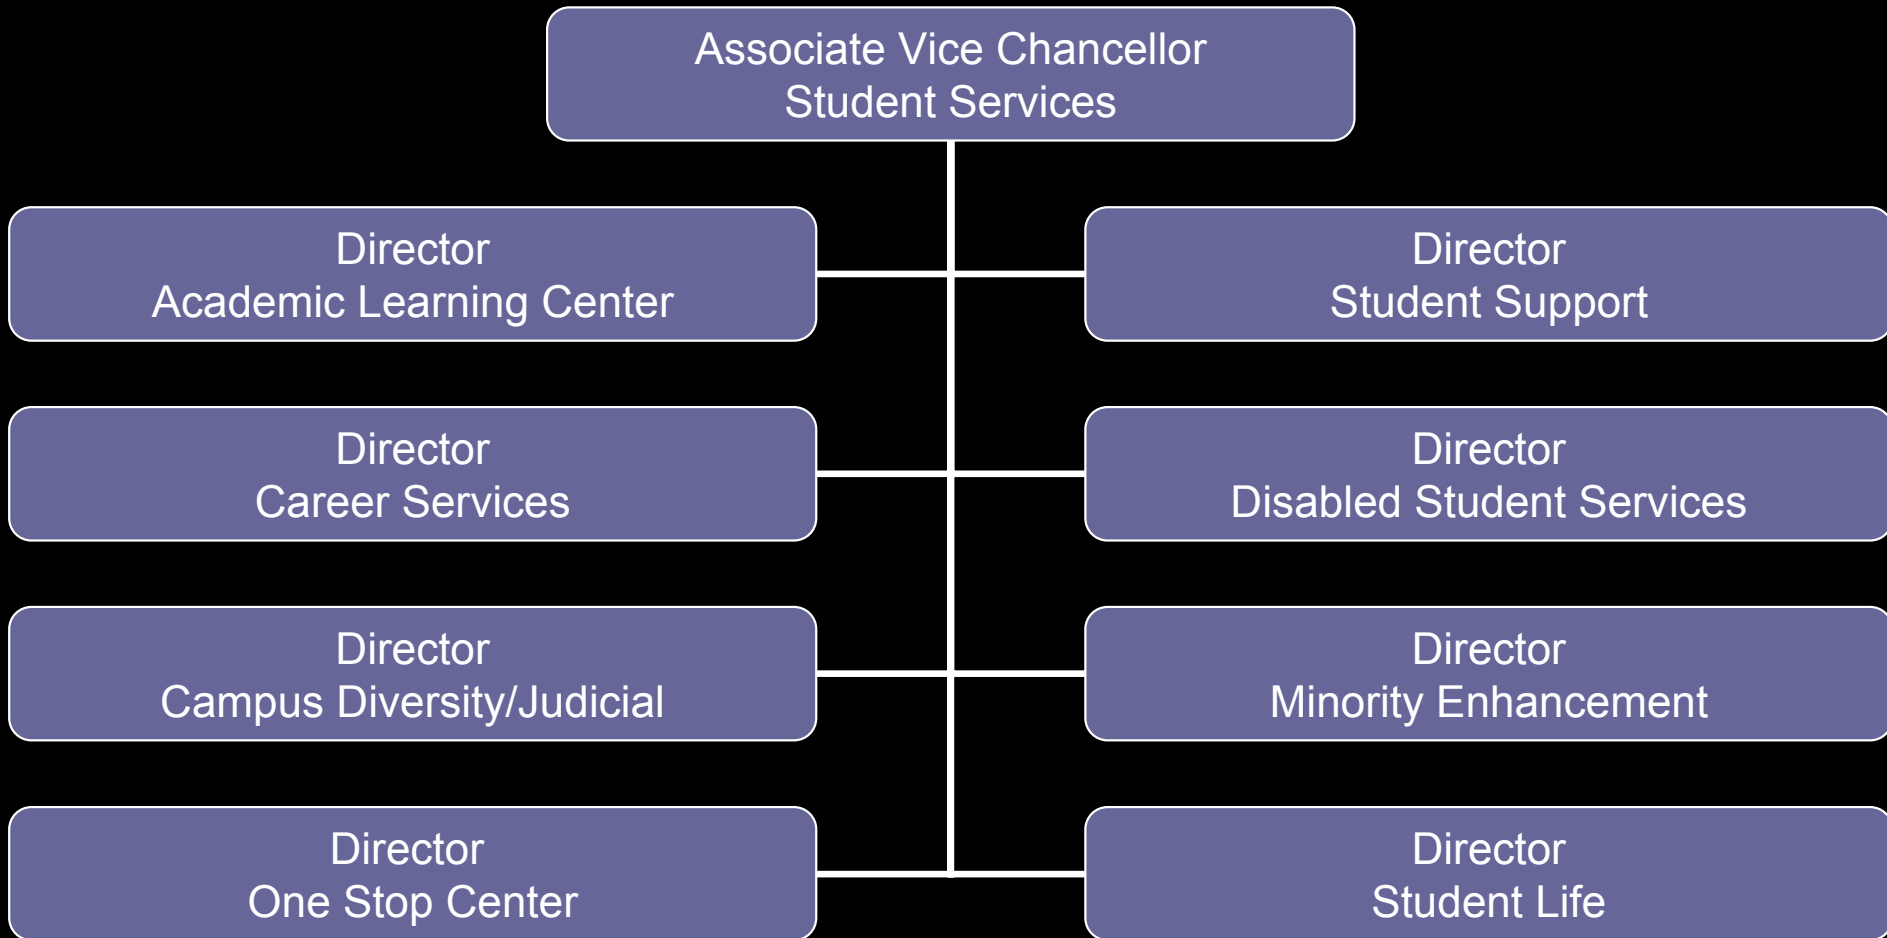 Associate Vice Chancellor
Student Services
Director
Academic Learning Center
Director
Student Support
Director
Career Services
Director
Disabled Student Services
Director
Campus Diversity/Judicial
Director
Minority Enhancement
Director
One Stop Center
Director
Student Life